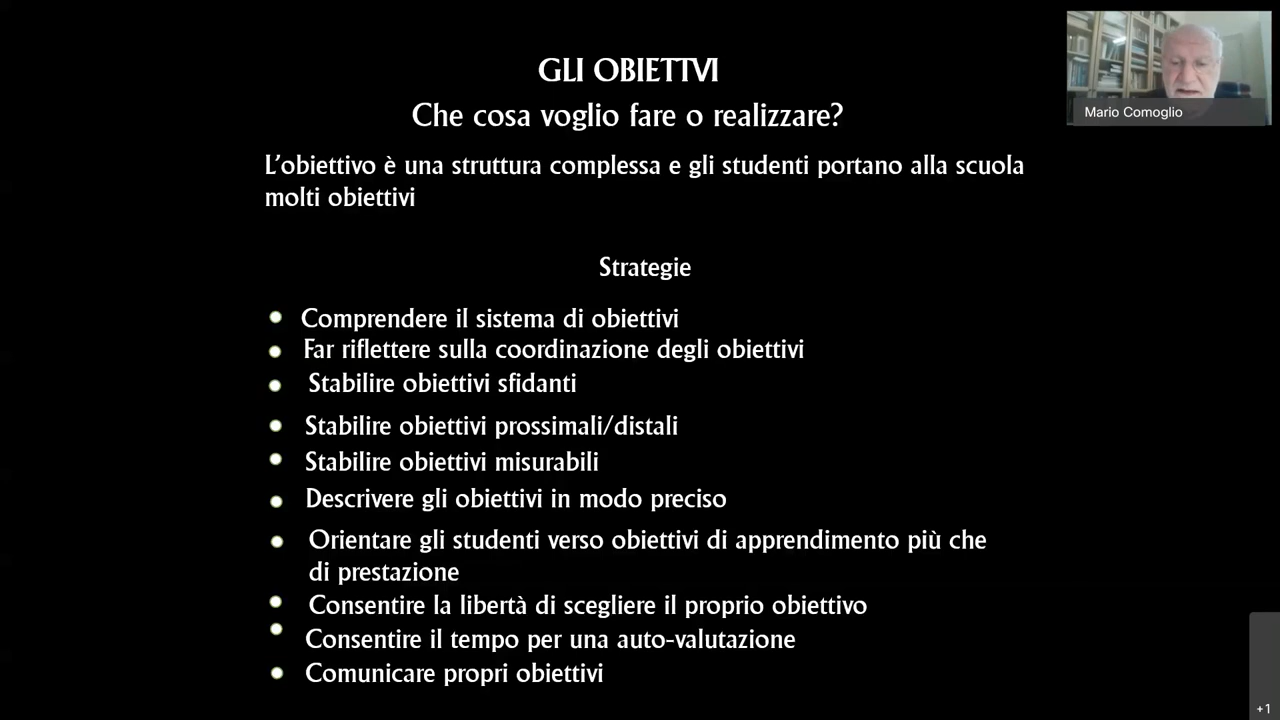 GLI OBIETTVI
Che cosa voglio fare o realizzare?
Mario Comoglio
L'obiettivo è una struttura complessa e gli studenti portano alla scuola
molti obiettivi
Strategie
Comprendere il sistema di obiettivi
Far riflettere sulla coordinazione degli obiettivi
Stabilire obiettivi sfidanti
Stabilire obiettivi prossimali/distali
Stabilire obiettivi misurabili
Descrivere gli obiettivi in modo preciso
Orientare gli studenti verso obiettivi di apprendimento più che
di prestazione
Consentire la libertà di scegliere il proprio obiettivo
Consentire il tempo per una auto-valutazione
Comunicare propri obiettivi
+1